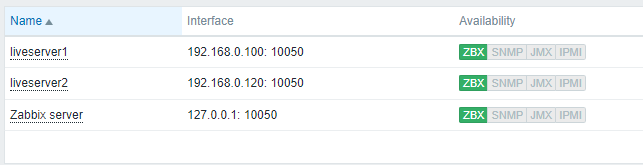 Name Interface Availability
liveserver1 192.168.0.100: 10050 ZBX SNMP JMX IPMI
liveserver2 192.168.0.120: 10050 ZBX SNMP JMX IPMI
Zabbix server 127.0.0.1: 10050 ZBX SNMP JMX IPMI